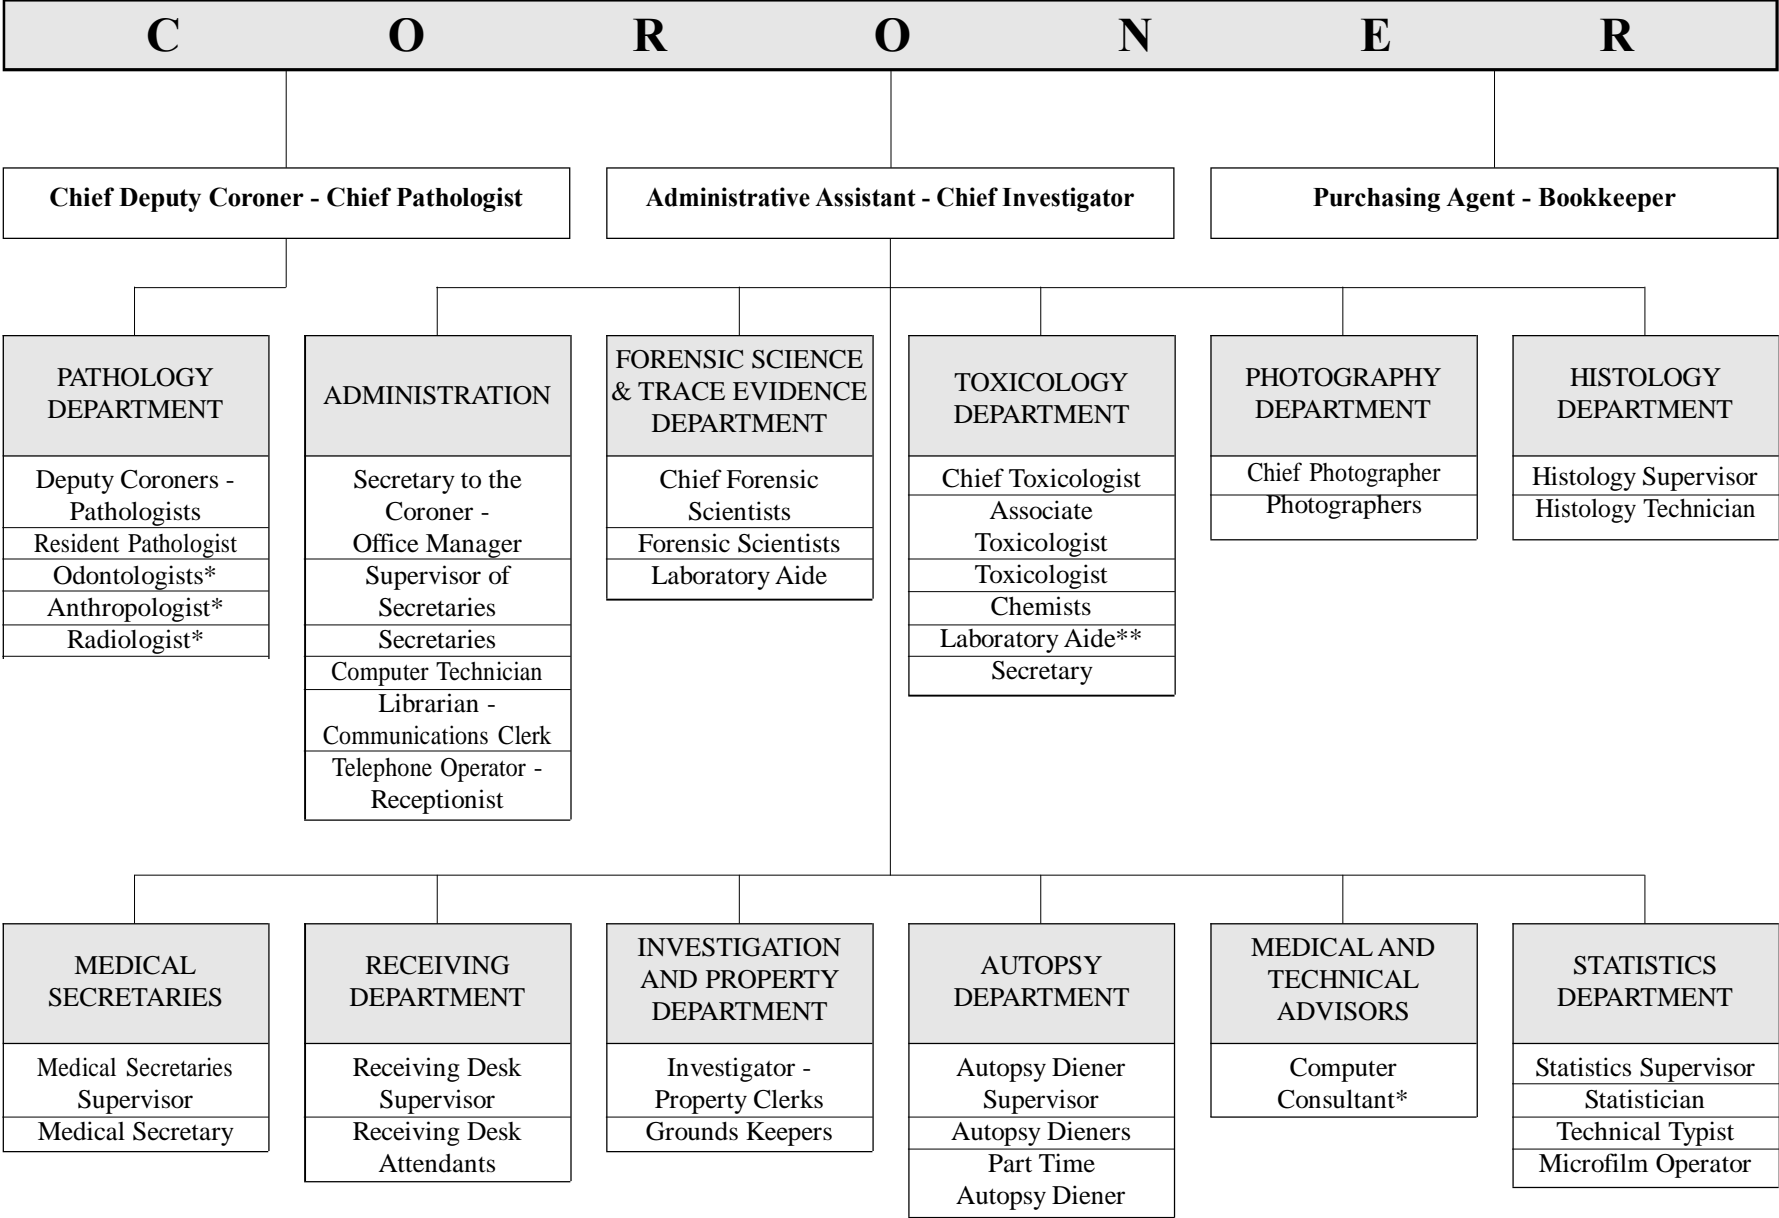 C O R O N E R
Chief Deputy Coroner - Chief Pathologist
Administrative Assistant - Chief Investigator
Purchasing Agent - Bookkeeper
PATHOLOGY
DEPARTMENT
Deputy Coroners -
Pathologists
Resident Pathologist
Odontologists*
Anthropologist*
Radiologist*
ADMINISTRATION
Secretary to the
Coroner -
Office Manager
Supervisor of
Secretaries
Secretaries
Computer Technician
Librarian -
Communications Clerk
Telephone Operator -
Receptionist
FORENSIC SCIENCE
& TRACE EVIDENCE
DEPARTMENT
Chief Forensic
Scientists
Forensic Scientists
Laboratory Aide
TOXICOLOGY
DEPARTMENT
Chief Toxicologist
Associate
Toxicologist
Toxicologist
Chemists
Laboratory Aide**
Secretary
PHOTOGRAPHY
DEPARTMENT
Chief Photographer
Photographers
HISTOLOGY
DEPARTMENT
Histology Supervisor
Histology Technician
MEDICAL
SECRETARIES
Medical Secretaries
Supervisor
Medical Secretary
RECEIVING
DEPARTMENT
Receiving Desk
Supervisor
Receiving Desk
Attendants
INVESTIGATION
AND PROPERTY
DEPARTMENT
Investigator -
Property Clerks
Grounds Keepers
AUTOPSY
DEPARTMENT
Autopsy Diener
Supervisor
Autopsy Dieners
Part Time
Autopsy Diener
MEDICAL AND
TECHNICAL
ADVISORS
Computer
Consultant*
STATISTICS
DEPARTMENT
Statistics Supervisor
Statistician
Technical Typist
Microfilm Operator